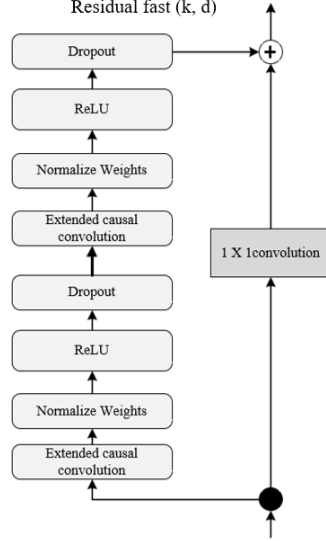 Residual fast (k, d)
Dropout
ReLU
Normalize Weights
Extended causal
convolution
Dropout
ReLU
Normalize Weights
Extended causal
convolution
1 X 1convolution
+